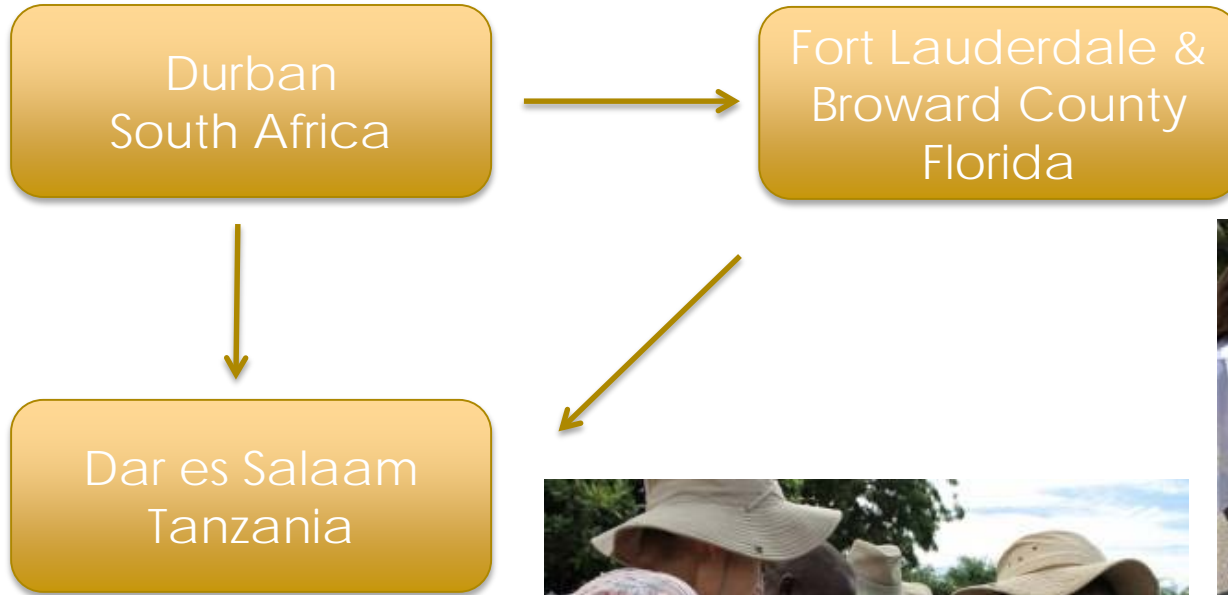 Durban
South Africa
Fort Lauderdale &
Broward County
Florida
Dar es Salaam
Tanzania